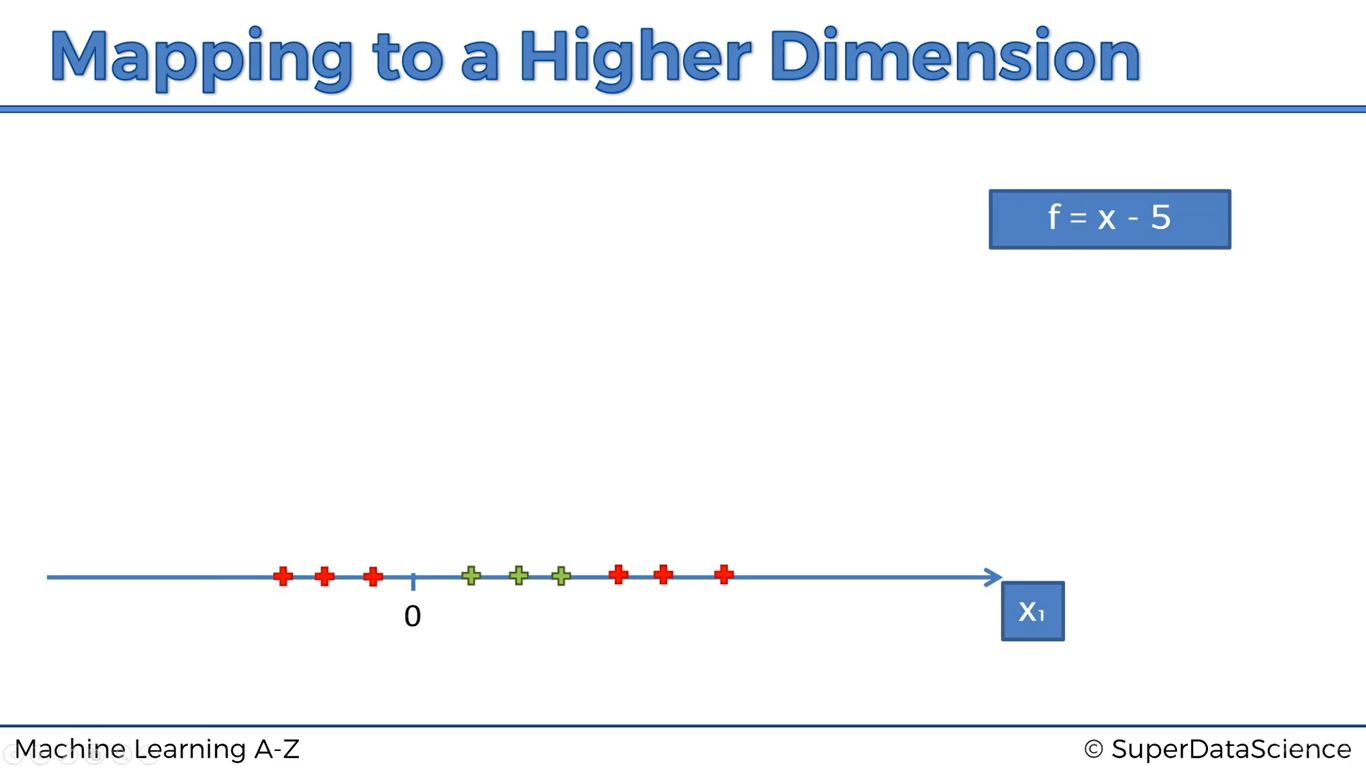 Mapping to a Higher Dimension
f = x - 5
0
x₁
Machine Learning A-Z
© SuperDataScience